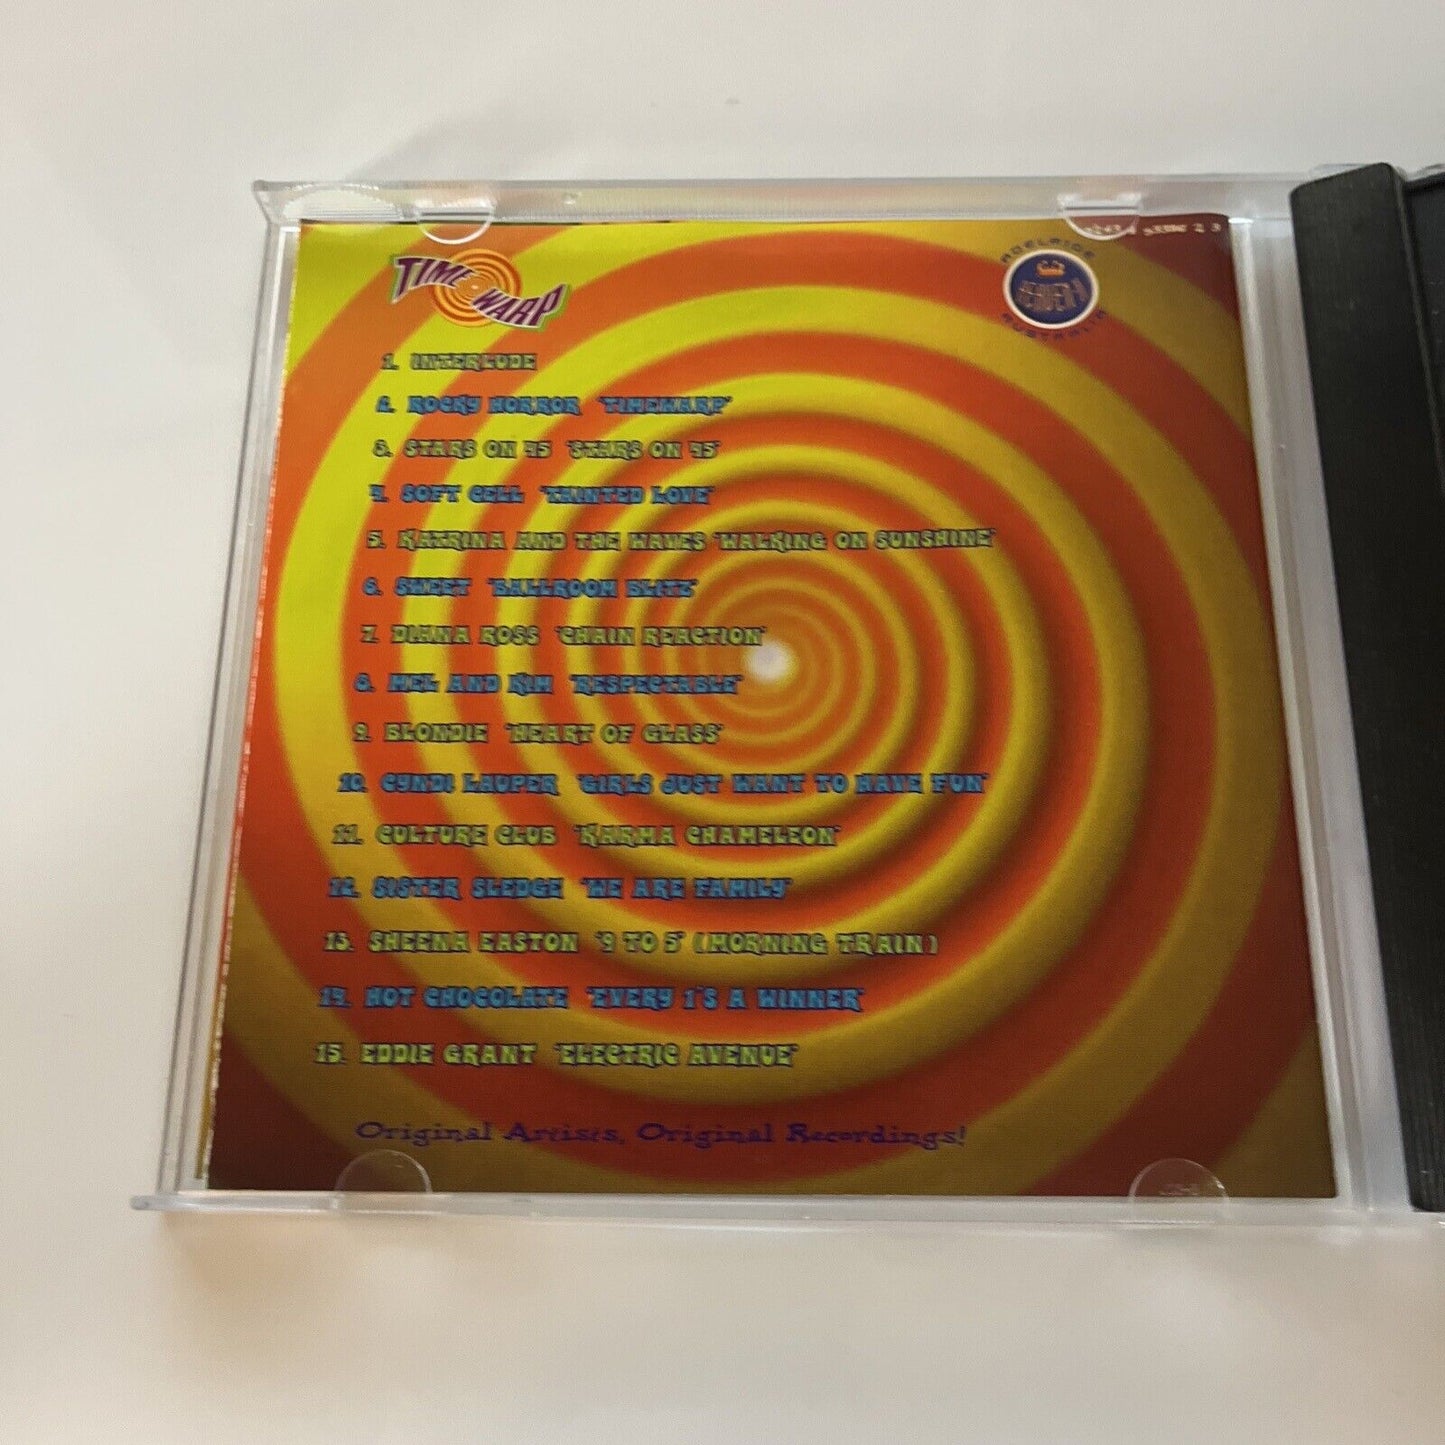 TIME WARP
ADELAIDE
HEAVEN
AUSTRALIA
1. INTERLUDE
2. ROCKY HORROR 'TIMEWARP'
3. STARS ON 45 'STARS ON 45'
4. SOFT CELL 'TAINTED LOVE'
5. KATRINA AND THE WAVES 'WALKING ON SUNSHINE'
6. SWEET 'BALLROOM BLITZ'
7. DIANA ROSS 'CHAIN REACTION'
8. MEL AND KIM 'RESPECTABLE'
9. BLONDIE 'HEART OF GLASS'
10. CYNDI LAUPER 'GIRLS JUST WANT TO HAVE FUN'
11. CULTURE CLUB 'KARMA CHAMELEON'
12. SISTER SLEDGE 'WE ARE FAMILY'
13. SHEENA EASTON '9 TO 5' (MORNING TRAIN)
14. HOT CHOCOLATE 'EVERY 1'S A WINNER'
15. EDDIE GRANT 'ELECTRIC AVENUE'
Original Artists, Original Recordings!